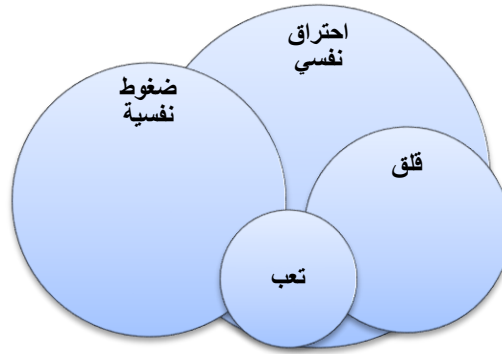 احتراق
نفسي
ضغوط
نفسية
قلق
تعب